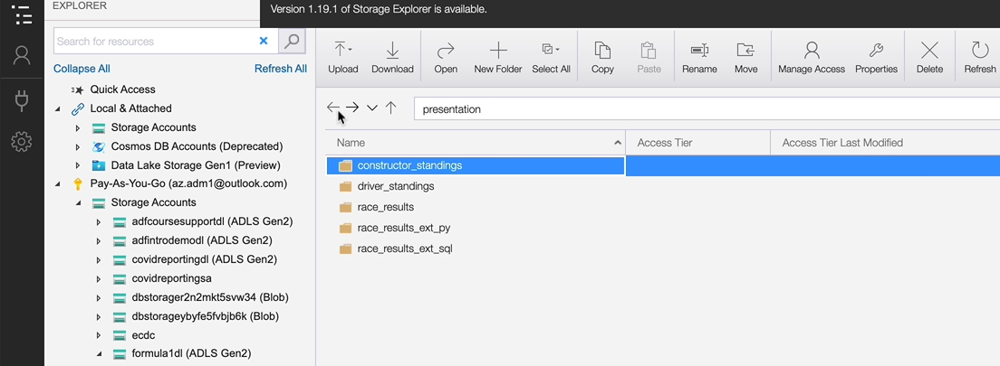 EXPLORER
Version 1.19.1 of Storage Explorer is available.
Search for resources
Collapse All
Refresh All
Quick Access
Local & Attached
Storage Accounts
Cosmos DB Accounts (Deprecated)
Data Lake Storage Gen1 (Preview)
Pay-As-You-Go (az.adm1@outlook.com)
Storage Accounts
adfcoursesupportdl (ADLS Gen2)
adfintrodemodl (ADLS Gen2)
covidreportingdl (ADLS Gen2)
covidreportingsa
dbstorager2n2mkt5svw34 (Blob)
dbstorageybyfe5fvbjb6k (Blob)
ecdc
formula1dl (ADLS Gen2)
Upload
Download
Open
New Folder
Select All
Copy
Paste
Rename
Move
Manage Access
Properties
Delete
Refresh
presentation
Name
Access Tier
Access Tier Last Modified
constructor_standings
driver_standings
race_results
race_results_ext_py
race_results_ext_sql